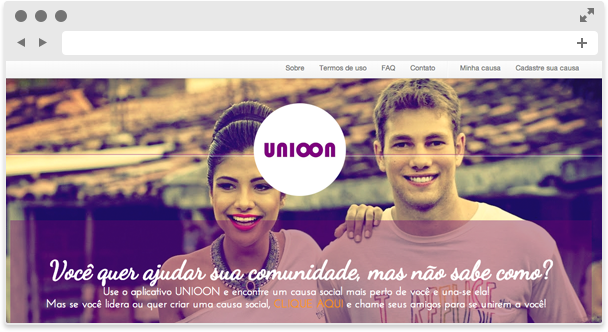 Sobre Termos de uso FAQ Contato Minha causa Cadastre sua causa
UNIOON
Você quer ajudar sua comunidade, mas não sabe como?
Use o aplicativo UNIOON e encontre um causa social mais perto de você e una-se ela!
Mas se você lidera ou quer criar uma causa social, AQUI e chame seus amigos para se unirem a você!